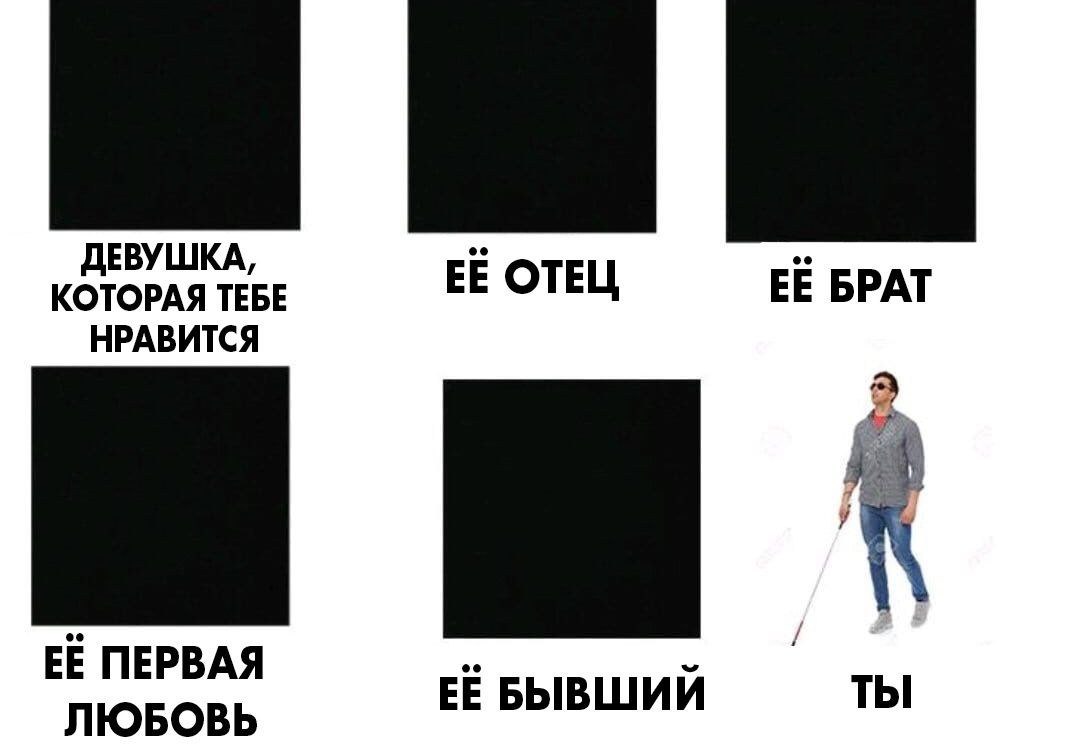 ДЕВУШКА,
КОТОРАЯ ТЕБЕ
НРАВИТСЯ
ЕЁ ОТЕЦ
ЕЁ БРАТ
ЕЁ ПЕРВАЯ
ЛЮБОВЬ
ЕЁ БЫВШИЙ
ТЫ